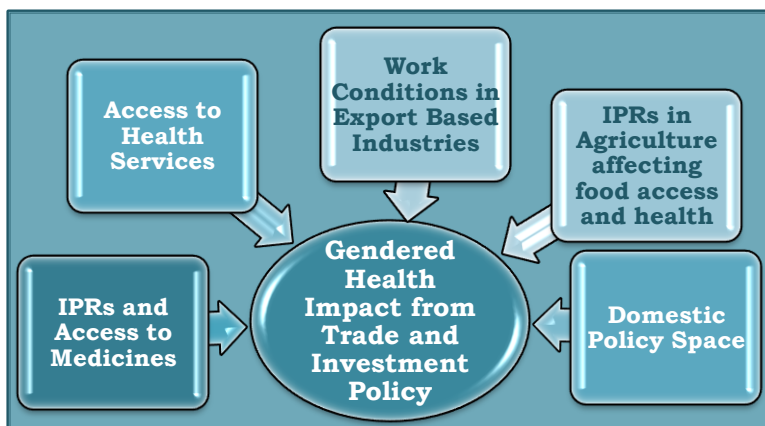 Access to
Health
Services
Work
Conditions in
Export Based
Industries
IPRs in
Agriculture
affecting
food access
and health
IPRs and
Access to
Medicines
Gendered
Health
Impact from
Trade and
Investment
Policy
Domestic
Policy Space